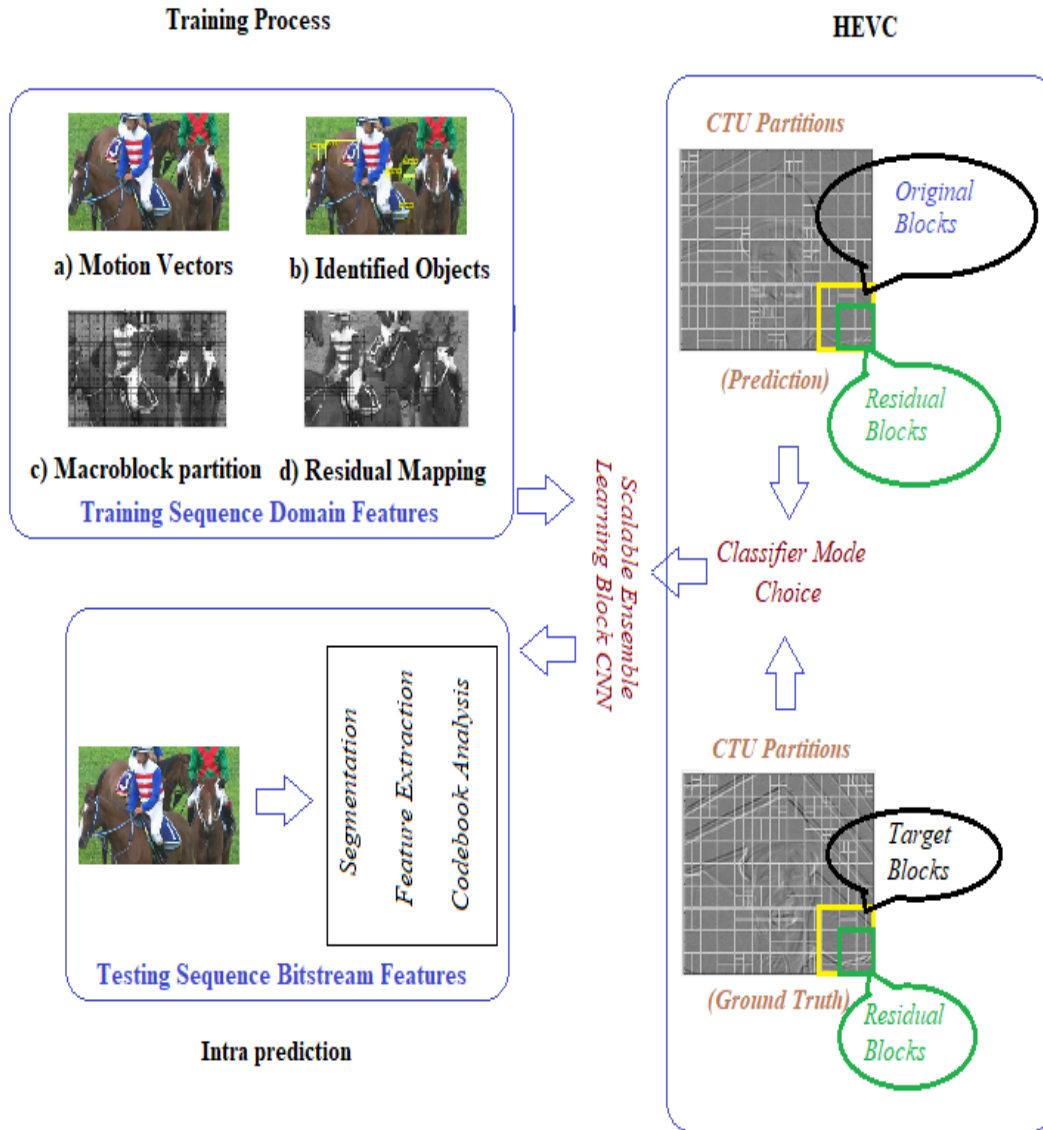 Training Process
HEVC
a) Motion Vectors
b) Identified Objects
c) Macroblock partition
d) Residual Mapping
Training Sequence Domain Features
Scalable Ensemble
Learning Block CNN
Segmentation
Feature Extraction
Codebook Analysis
Testing Sequence Bitstream Features
Intra prediction
CTU Partitions
Original
Blocks
(Prediction)
Residual
Blocks
Classifier Mode
Choice
CTU Partitions
Target
Blocks
(Ground Truth)
Residual
Blocks